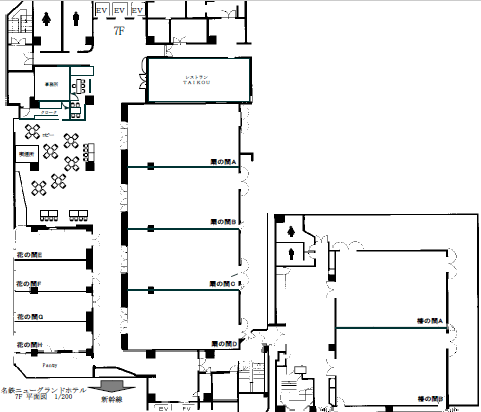 EV EV EV
7F
レストラン
TAIKOU
事務所
クローク
ロビー
喫煙所
扇の間A
扇の間B
扇の間C
扇の間D
花の間E
花の間F
花の間G
花の間H
Pantry
椿の間A
椿の間B
名鉄ニューグランドホテル
7F 平面図 1/200
新幹線
EV EV